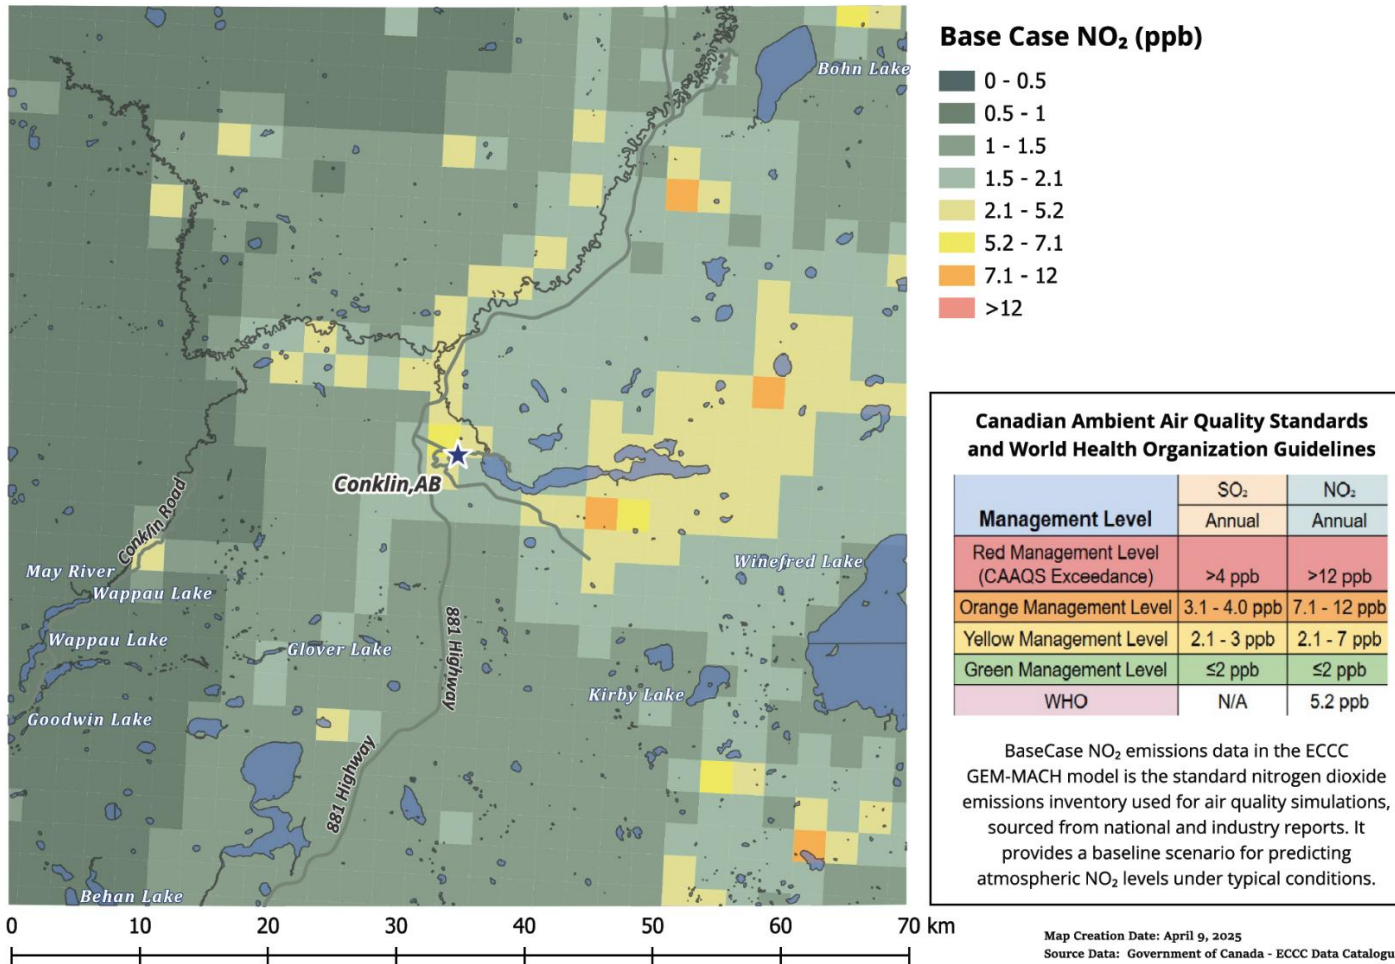 Base Case NO₂ (ppb)
0 - 0.5
0.5 - 1
1 - 1.5
1.5 - 2.1
2.1 - 5.2
5.2 - 7.1
7.1 - 12
>12
Bohn Lake
Conklin,AB
Conklin Road
May River
Wappau Lake
Wappau Lake
Glover Lake
Goodwin Lake
881 Highway
881 Highway
Winefred Lake
Kirby Lake
Behan Lake
0 10 20 30 40 50 60 70 km
Canadian Ambient Air Quality Standards
and World Health Organization Guidelines
Management Level SO₂ NO₂
Annual Annual
Red Management Level
(CAAQS Exceedance) >4 ppb >12 ppb
Orange Management Level 3.1 - 4.0 ppb 7.1 - 12 ppb
Yellow Management Level 2.1 - 3 ppb 2.1 - 7 ppb
Green Management Level ≤2 ppb ≤2 ppb
WHO N/A 5.2 ppb
BaseCase NO₂ emissions data in the ECCC
GEM-MACH model is the standard nitrogen dioxide
emissions inventory used for air quality simulations,
sourced from national and industry reports. It
provides a baseline scenario for predicting
atmospheric NO₂ levels under typical conditions.
Map Creation Date: April 9, 2025
Source Data: Government of Canada - ECCC Data Catalogu